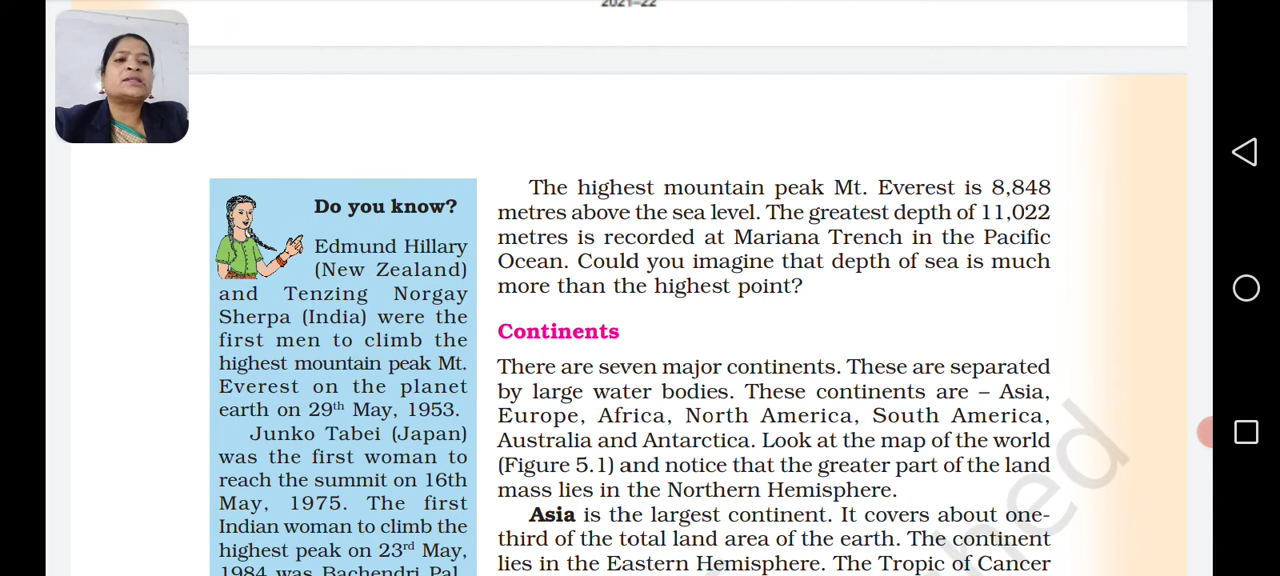 2021–22
Do you know?
Edmund Hillary
(New Zealand)
and Tenzing Norgay
Sherpa (India) were the
first men to climb the
highest mountain peak Mt.
Everest on the planet
earth on 29th May, 1953.
Junko Tabei (Japan)
was the first woman to
reach the summit on 16th
May, 1975. The first
Indian woman to climb the
highest peak on 23rd May,
1984 was Bachendri Pal.
The highest mountain peak Mt. Everest is 8,848
metres above the sea level. The greatest depth of 11,022
metres is recorded at Mariana Trench in the Pacific
Ocean. Could you imagine that depth of sea is much
more than the highest point?
Continents
There are seven major continents. These are separated
by large water bodies. These continents are – Asia,
Europe, Africa, North America, South America,
Australia and Antarctica. Look at the map of the world
(Figure 5.1) and notice that the greater part of the land
mass lies in the Northern Hemisphere.
Asia is the largest continent. It covers about one-
third of the total land area of the earth. The continent
lies in the Eastern Hemisphere. The Tropic of Cancer